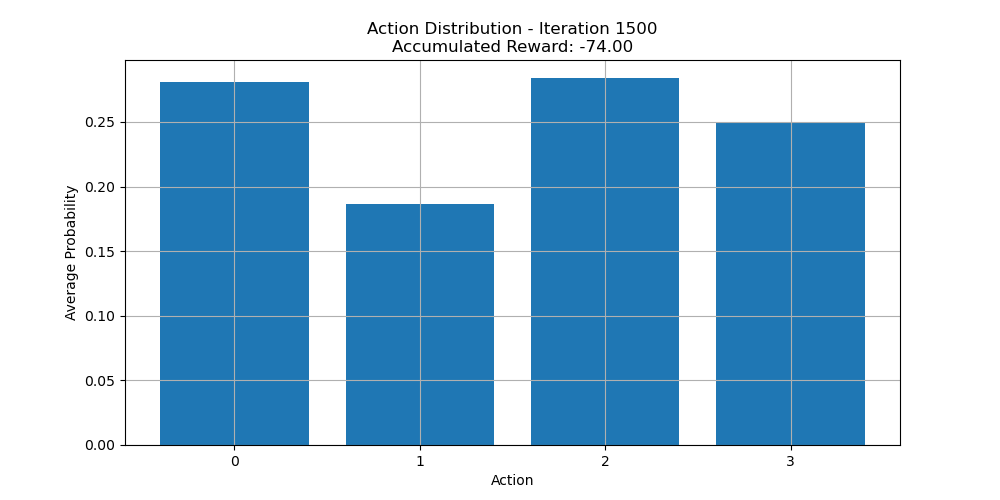 Action Distribution - Iteration 1500
Accumulated Reward: -74.00
Average Probability
0.25
0.20
0.15
0.10
0.05
0.00
0 1 2 3
Action